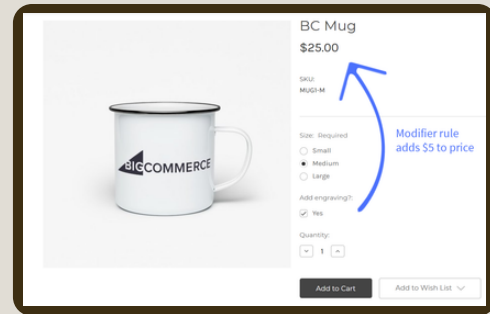 BC Mug
$25.00
SKU:
MUG1-M
BIGCOMMERCE
Size: Required
Small
Medium
Large
Modifier rule
adds $5 to price
Add engraving?:
Yes
Quantity:
1
Add to Cart
Add to Wish List